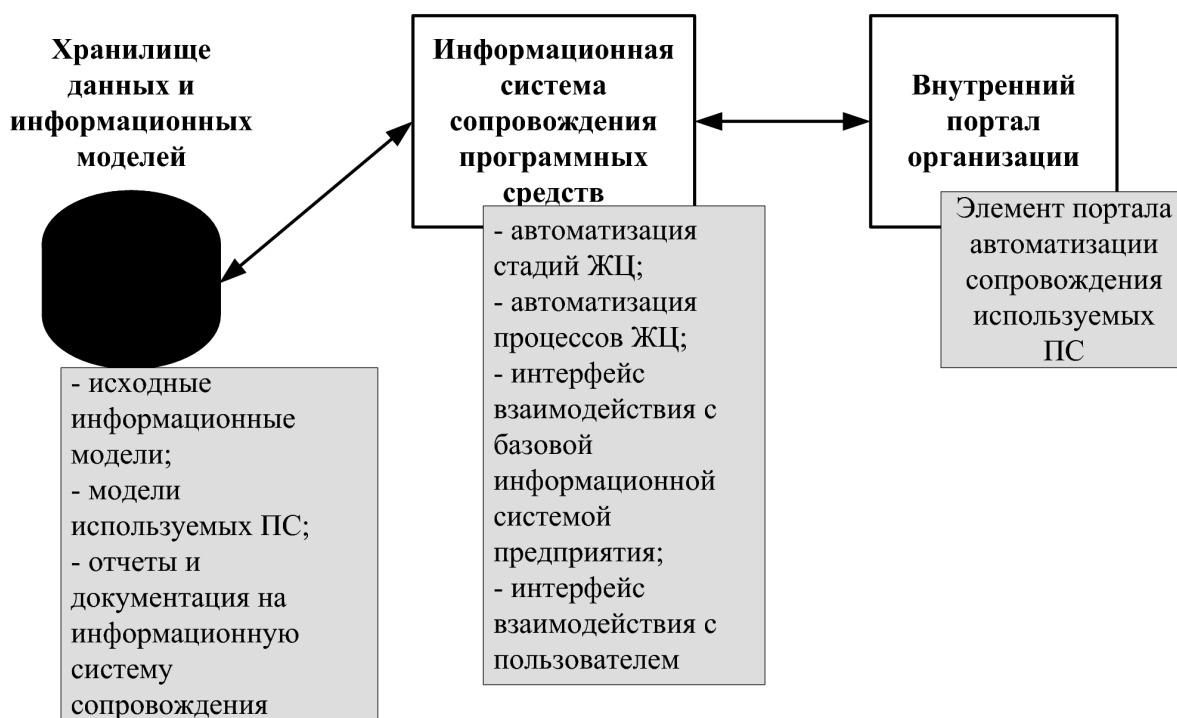 Хранилище
данных и
информационных
моделей
- исходные
информационные
модели;
- модели
используемых ПС;
- отчеты и
документация на
информационную
систему
сопровождения
Информационная
система
сопровождения
программных
средств
- автоматизация
стадий ЖЦ;
- автоматизация
процессов ЖЦ;
- интерфейс
взаимодействия с
базовой
информационной
системой
предприятия;
- интерфейс
взаимодействия с
пользователем
Внутренний
портал
организации
Элемент портала
автоматизации
сопровождения
используемых
ПС